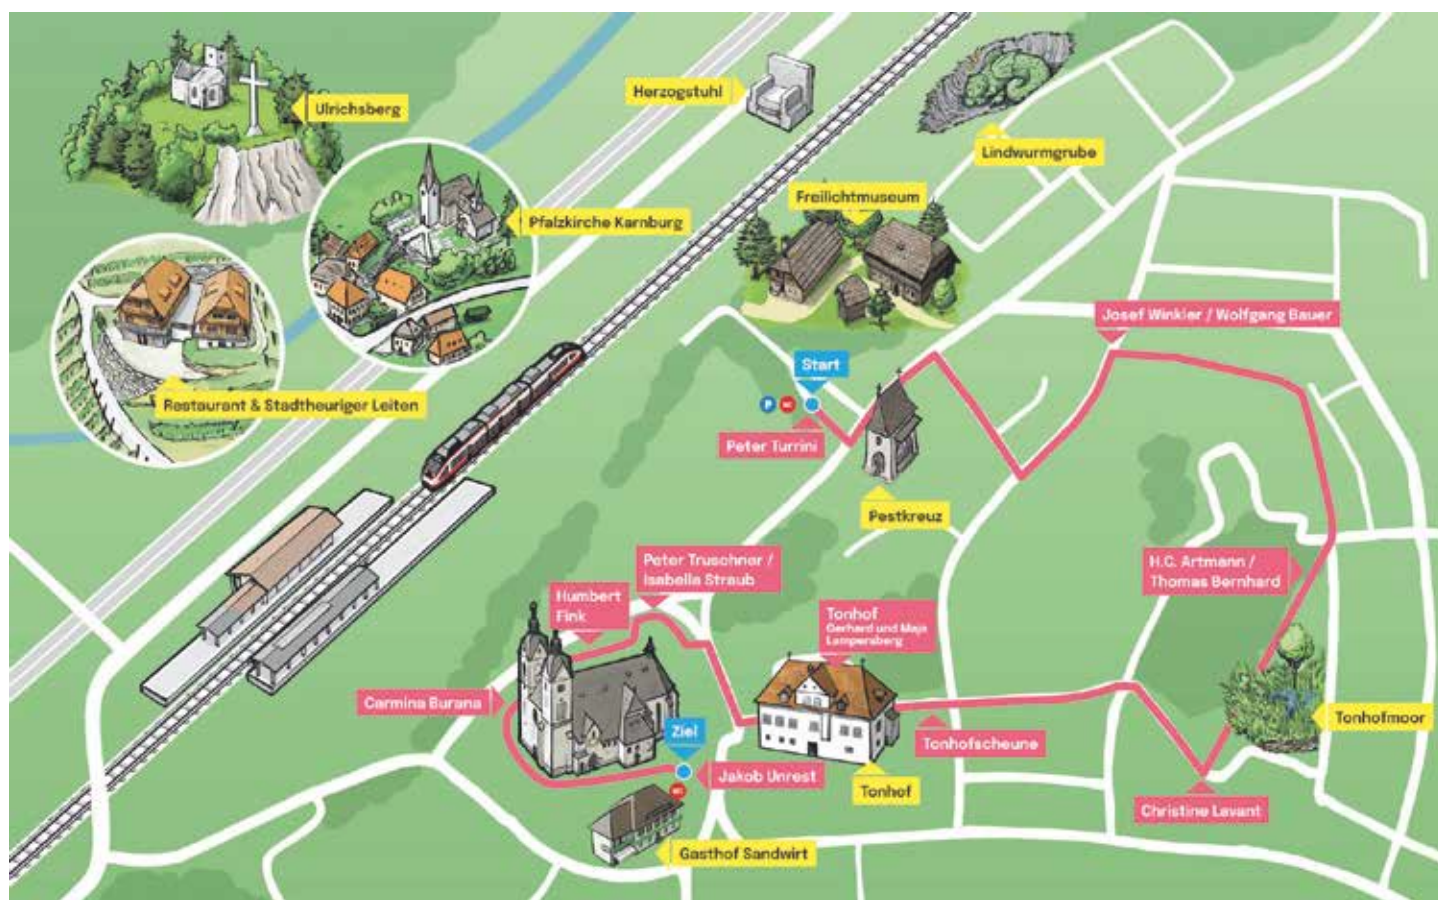 Ulrichsberg
Herzogstuhl
Lindwurmgrube
Pfalzkirche Karnburg
Freilichtmuseum
Josef Winkler / Wolfgang Bauer
Start
Restaurant & Stadtheuriger Leiten
P
WC
Peter Turrini
Pestkreuz
Peter Truschner /
Isabella Straub
H.C. Artmann /
Thomas Bernhard
Humbert
Fink
Tonhof
Gerhard und Maja
Lampersberg
Carmina Burana
Ziel
Tonhofscheune
Tonhofmoor
Jakob Unrest
WC
Tonhof
Christine Lavant
Gasthof Sandwirt